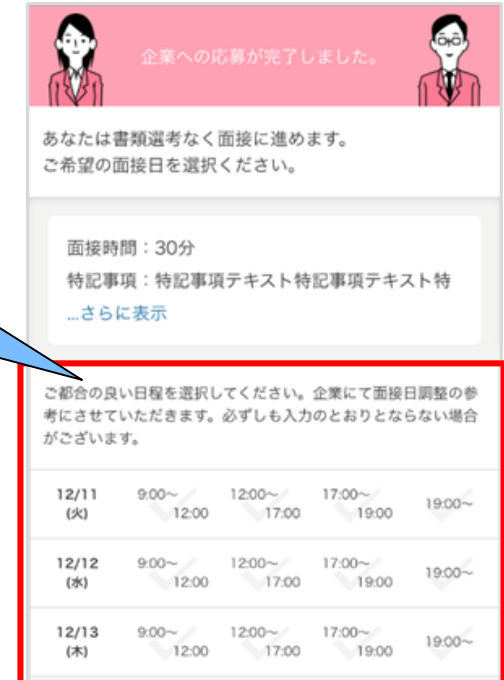 企業への応募が完了しました。
あなたは書類選考なく面接に進めます。
ご希望の面接日を選択ください。
面接時間：30分
特記事項：特記事項テキスト特記事項テキスト特
...さらに表示
ご都合の良い日程を選択してください。企業にて面接日調整の参
考にさせていただきます。必ずしも入力のとおりとならない場合
がございます。
12/11 9:00〜 12:00〜 17:00〜 19:00〜
(火) 12:00 17:00 19:00
12/12 9:00〜 12:00〜 17:00〜 19:00〜
(水) 12:00 17:00 19:00
12/13 9:00〜 12:00〜 17:00〜 19:00〜
(木) 12:00 17:00 19:00